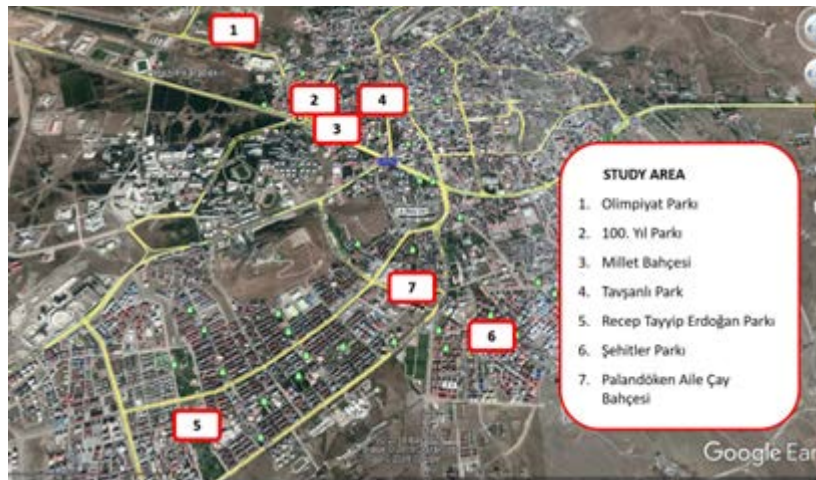 1
2
4
3
7
6
5
STUDY AREA
1. Olimpiyat Parkı
2. 100. Yıl Parkı
3. Millet Bahçesi
4. Tavşanlı Park
5. Recep Tayyip Erdoğan Parkı
6. Şehitler Parkı
7. Palandöken Aile Çay
Bahçesi
Google Ear